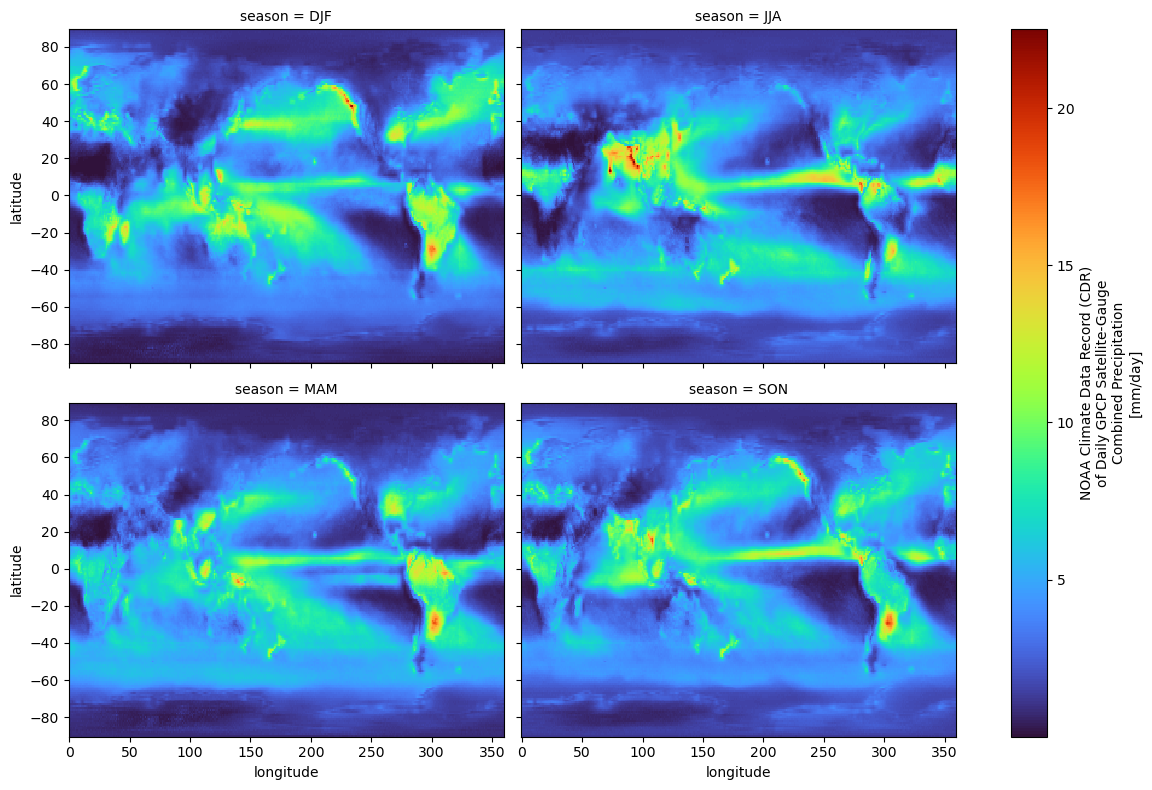 season = DJF
season = JJA
80
60
40
20
0
−20
−40
−60
−80
latitude
season = MAM
season = SON
80
60
40
20
0
−20
−40
−60
−80
latitude
0 50 100 150 200 250 300 350
longitude
0 50 100 150 200 250 300 350
longitude
20
15
10
5
NOAA Climate Data Record (CDR)
of Daily GPCP Satellite-Gauge
Combined Precipitation
[mm/day]